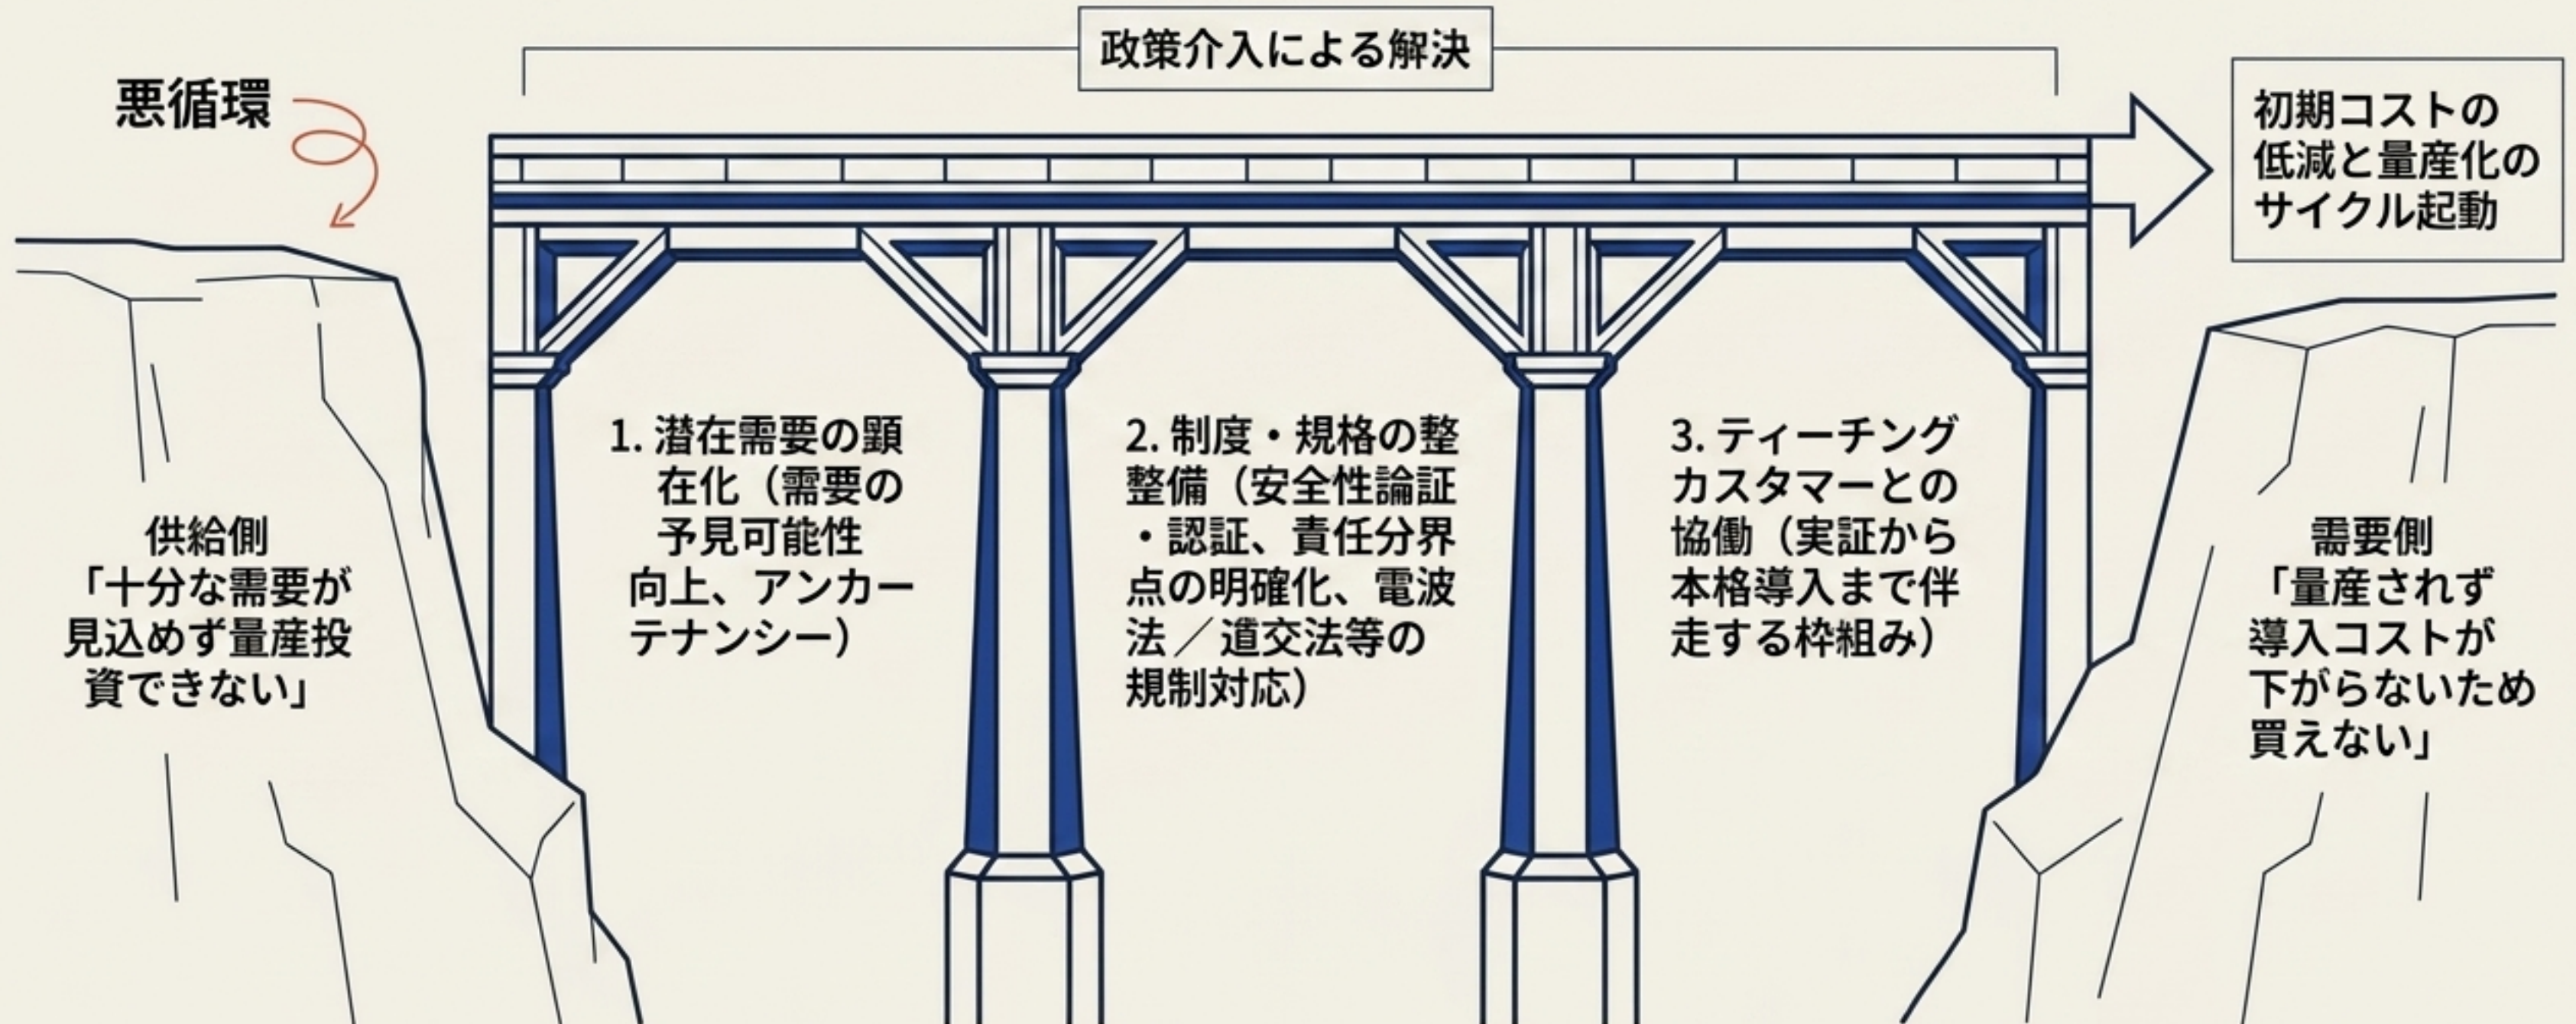 政策介入による解決
悪循環
初期コストの
低減と量産化の
サイクル起動
供給側
「十分な需要が
見込めず量産投
資できない」
1. 潜在需要の顕
在化（需要の
予見可能性
向上、アンカー
テナンシー）
2. 制度・規格の整
整備（安全性論証
・認証、責任分界
点の明確化、電波
法／道交法等の
規制対応）
3. ティーチング
カスタマーとの
協働（実証から
本格導入まで伴
走する枠組み）
需要側
「量産されず
導入コストが
下がらないため
買えない」